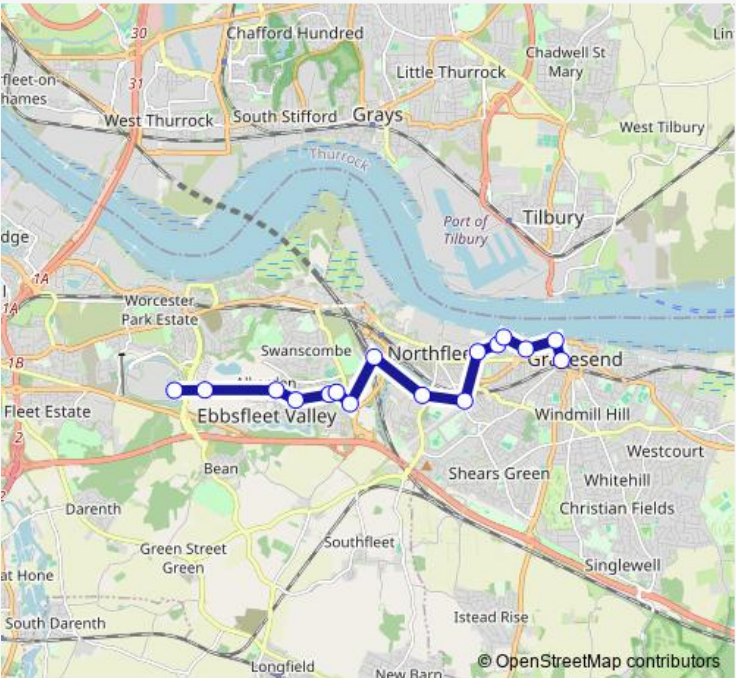 30
Chafford Hundred
Lin
31
Chadwell St
Mary
Little Thurrock
rfleet-on-
hames
West Thurrock
South Stifford
Grays
West Tilbury
Thurrock
Port of
Tilbury
Tilbury
dge
1A
1A
Worcester
Park Estate
Swanscombe
Northflee
Gravesend
1B
Fleet Estate
Ebbsfleet Valley
Windmill Hill
2
Westcourt
Bean
Shears Green
Whitehill
2
Darenth
Christian Fields
Green Street
Green
Southfleet
at Hone
Singlewell
South Darenth
Istead Rise
Longfield
New Barn
© OpenStreetMap contributors